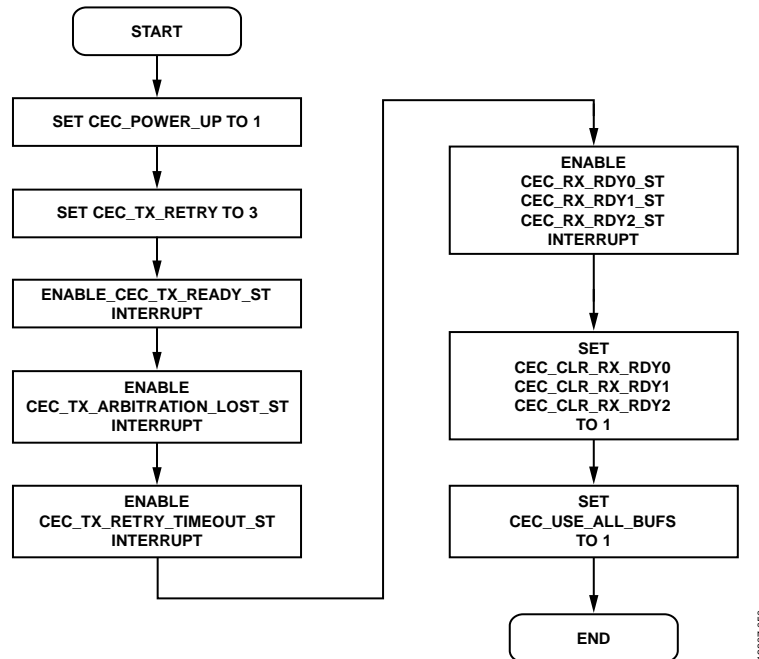 START
SET CEC_POWER_UP TO 1
SET CEC_TX_RETRY TO 3
ENABLE_CEC_TX_READY_ST
INTERRUPT
ENABLE
CEC_TX_ARBITRATION_LOST_ST
INTERRUPT
ENABLE
CEC_TX_RETRY_TIMEOUT_ST
INTERRUPT
ENABLE
CEC_RX_RDY0_ST
CEC_RX_RDY1_ST
CEC_RX_RDY2_ST
INTERRUPT
SET
CEC_CLR_RX_RDY0
CEC_CLR_RX_RDY1
CEC_CLR_RX_RDY2
TO 1
SET
CEC_USE_ALL_BUFS
TO 1
END